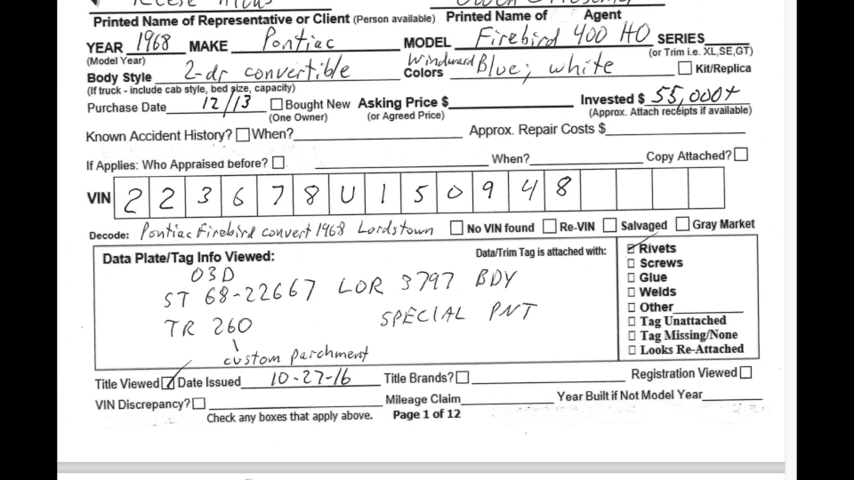 Printed Name of Representative or Client (Person available) Printed Name of Agent
YEAR 1968 MAKE Pontiac MODEL Firebird 400 HO SERIES
(Model Year) (or Trim i.e. XL,SE,GT)
Body Style 2-dr convertible Colors Windward Blue; white Kit/Replica
(If truck - include cab style, bed size, capacity)
Purchase Date 12/13 Bought New Asking Price $ Invested $ 55,000+
(One Owner) (or Agreed Price) (Approx. Attach receipts if available)
Known Accident History? When? Approx. Repair Costs $
If Applies: Who Appraised before? When? Copy Attached?
VIN 2 2 3 6 7 8 U 1 5 0 9 4 8
Decode: Pontiac Firebird convert 1968 Lordstown No VIN found Re-VIN Salvaged Gray Market
Data Plate/Tag Info Viewed: Data/Trim Tag is attached with: Rivets
03D Screws
ST 68-22667 LOR 3797 BDY Glue
Welds
TR 260 SPECIAL PNT Other
Tag Unattached
Tag Missing/None
custom parchment Looks Re-Attached
Title Viewed Date Issued 10-27-16 Title Brands? Registration Viewed
VIN Discrepancy? Mileage Claim Year Built if Not Model Year
Check any boxes that apply above. Page 1 of 12